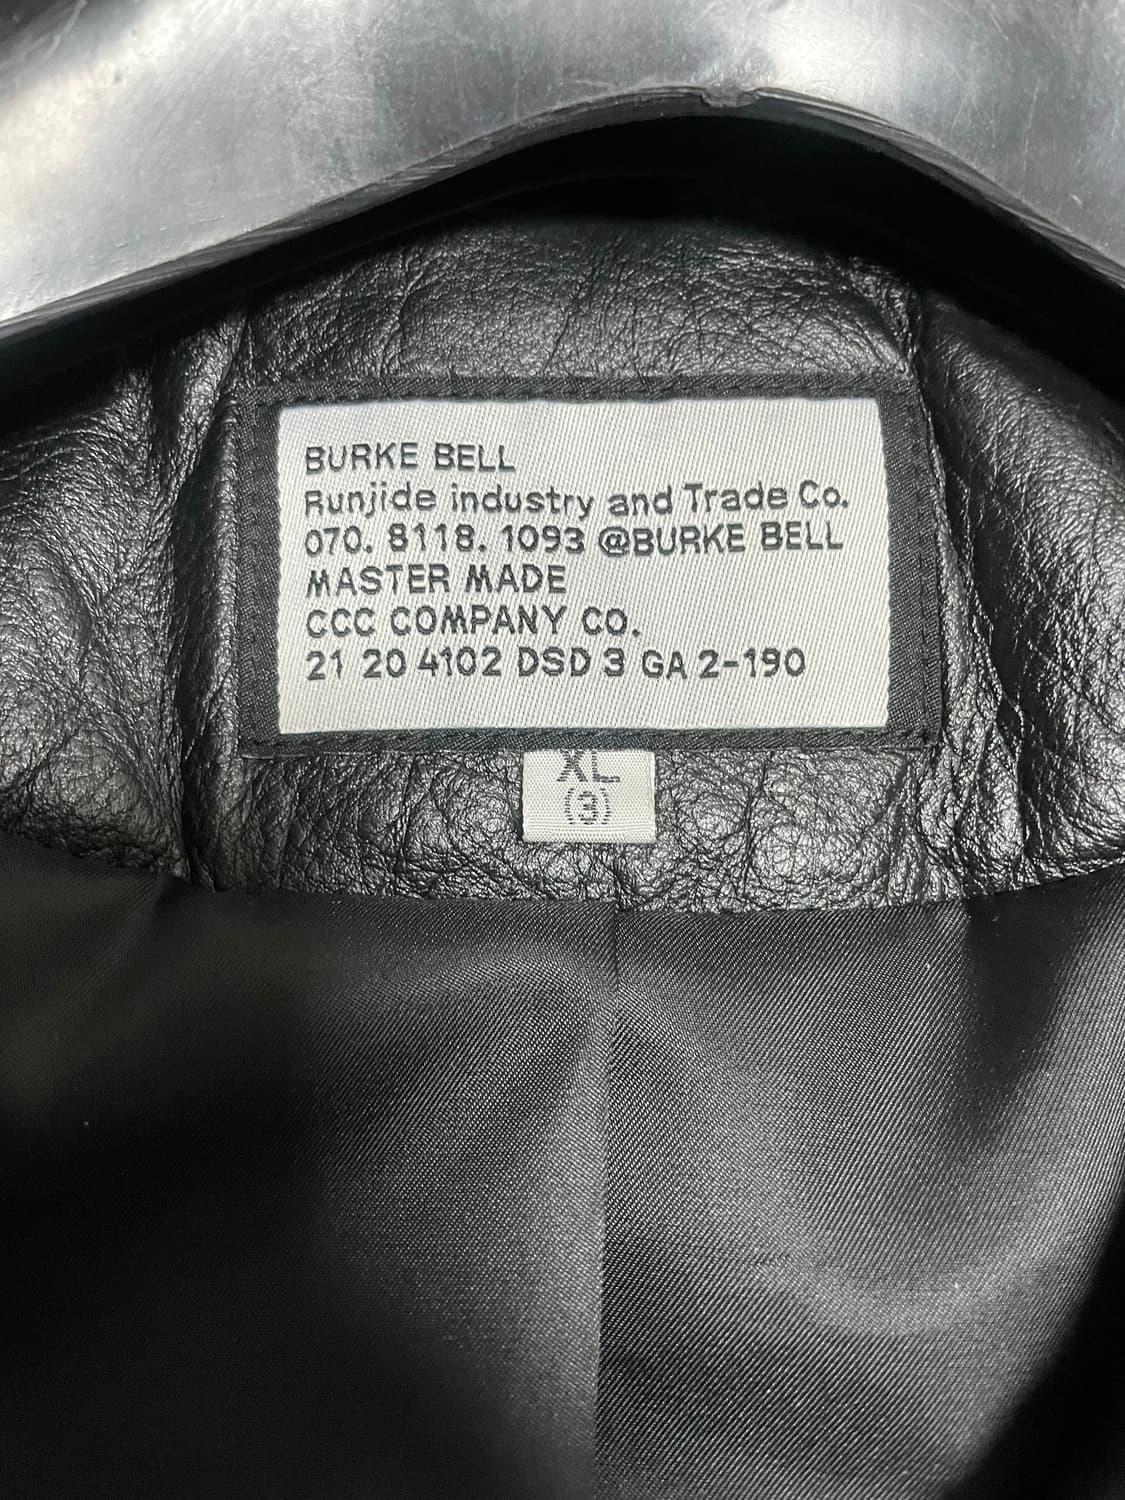 BURKE BELL
Runjide industry and Trade Co.
070. 8118. 1093 @BURKE BELL
MASTER MADE
CCC COMPANY CO.
21 20 4102 DSD 3 GA 2-190
XL
(3)